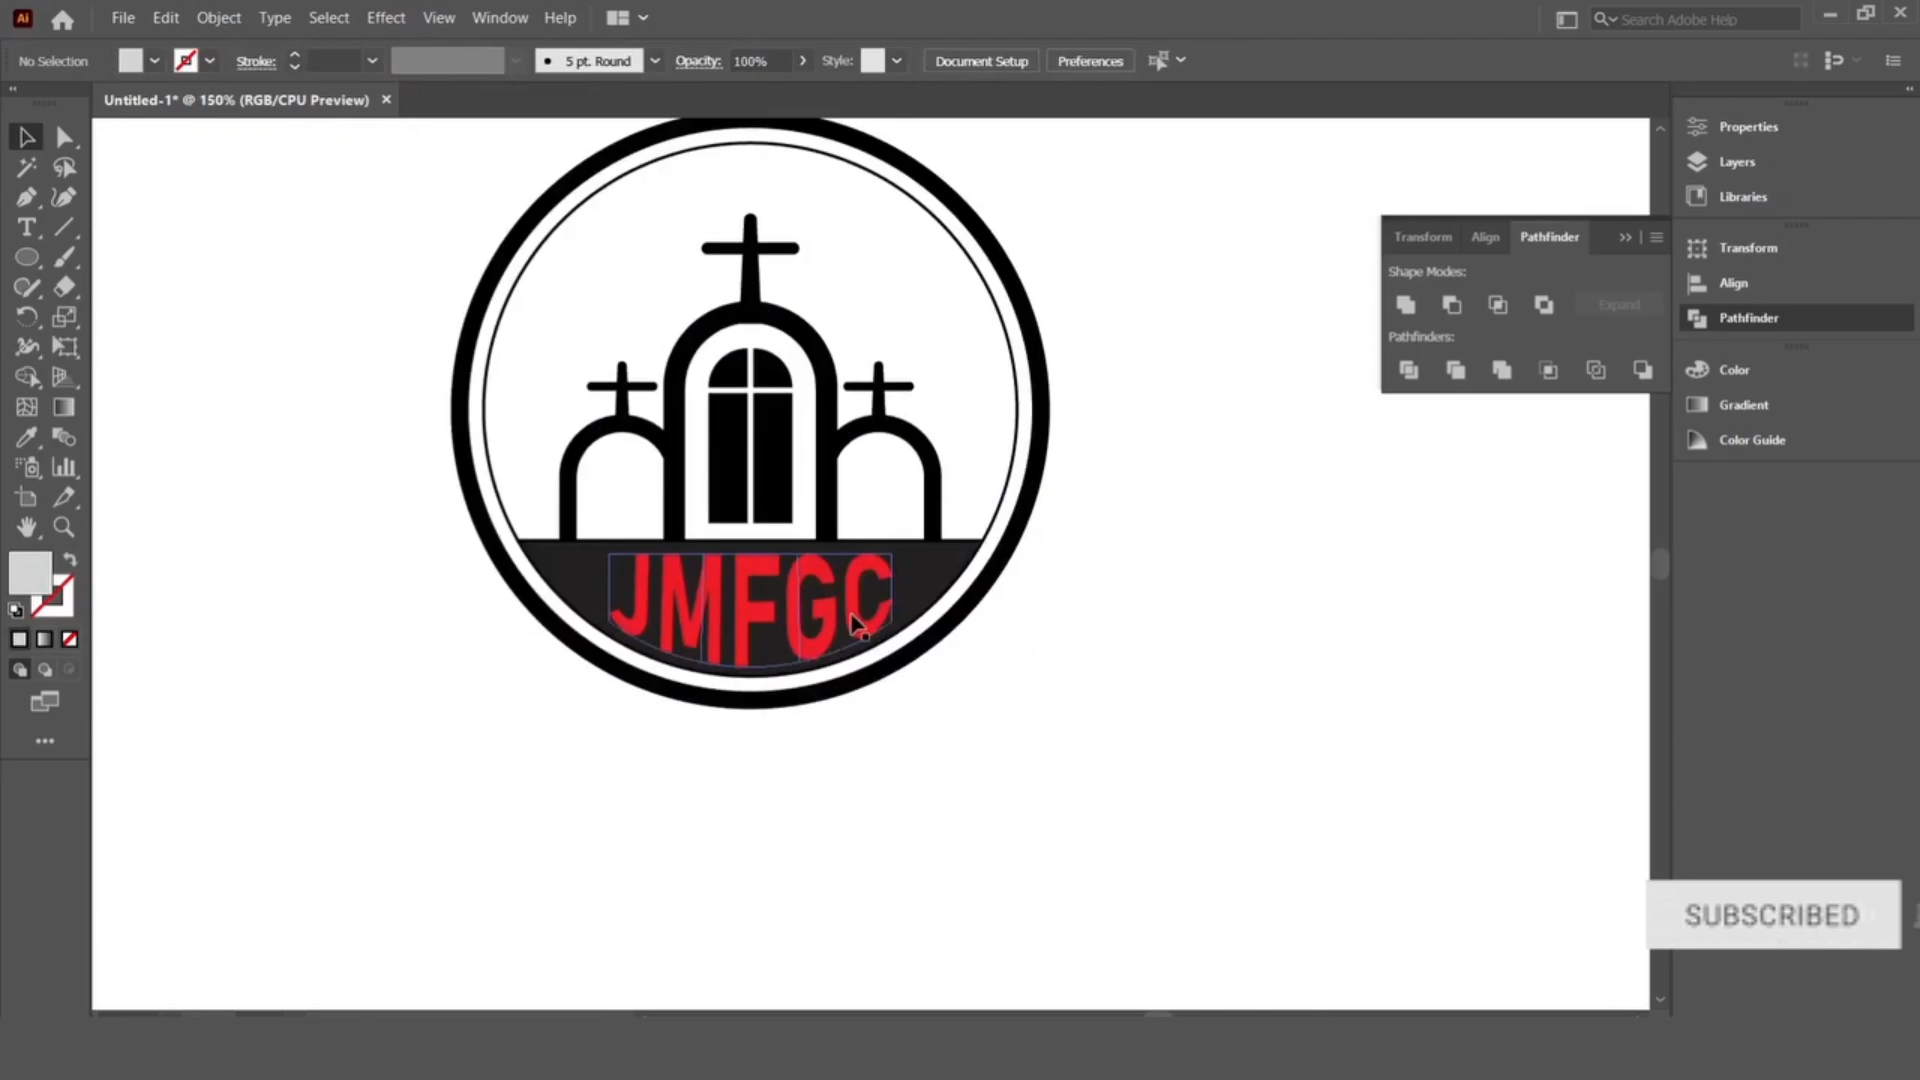 Ai File Edit Object Type Select Effect View Window Help Search Adobe Help
No Selection Stroke: 5 pt. Round Opacity: 100% Style: Document Setup Preferences
Untitled-1* @ 150% (RGB/CPU Preview)
Properties
Layers
Libraries
Transform
Align
Pathfinder
Color
Gradient
Color Guide
Transform Align Pathfinder
Shape Modes:
Expand
Pathfinders:
JMFGC
SUBSCRIBED